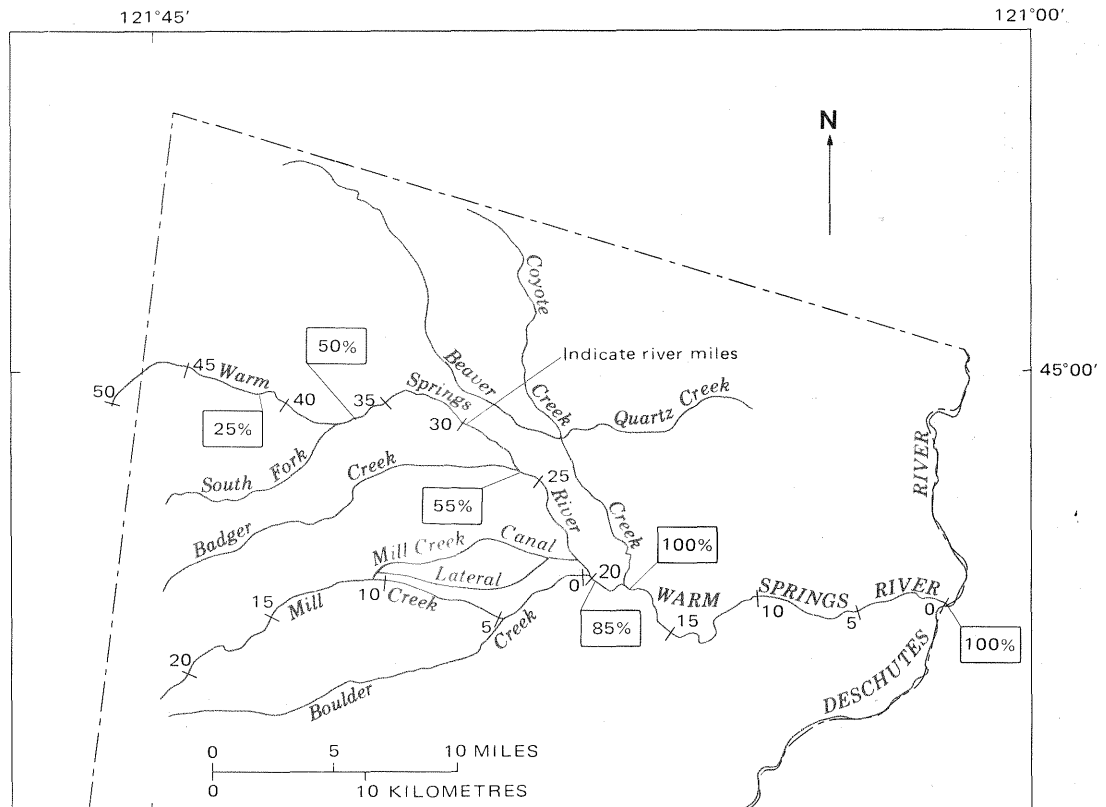 121°45'
121°00'
N
45°00'
Coyote
Creek
Indicate river miles
50%
Beaver
Creek
Quartz Creek
50
45
Warm
40
35
Springs
30
25%
South Fork
Badger Creek
55%
25
River
RIVER
Mill Creek Canal
Lateral
100%
15
Mill
10
Creek
5
0
20
85%
WARM SPRINGS RIVER
15
10
5
0
100%
20
Boulder Creek
DESCHUTES
0 5 10 MILES
0 10 KILOMETRES